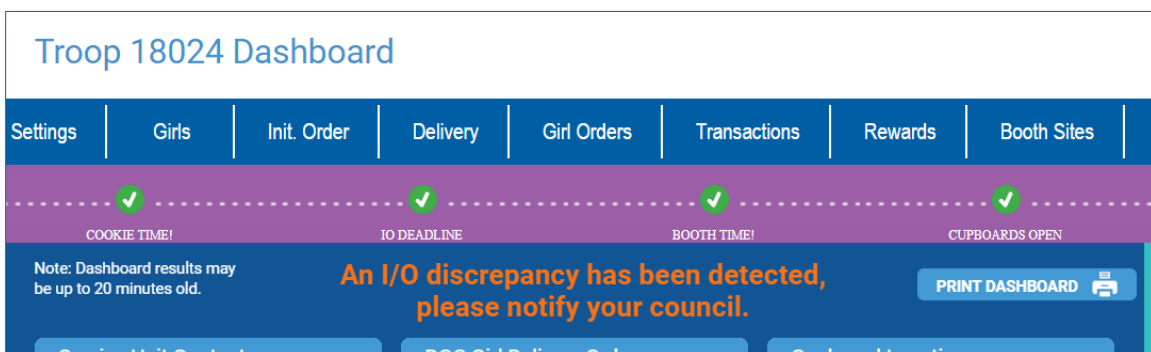 Troop 18024 Dashboard
Settings Girls Init. Order Delivery Girl Orders Transactions Rewards Booth Sites
COOKIE TIME! IO DEADLINE BOOTH TIME! CUPBOARDS OPEN
Note: Dashboard results may
be up to 20 minutes old.
An I/O discrepancy has been detected,
please notify your council.
PRINT DASHBOARD